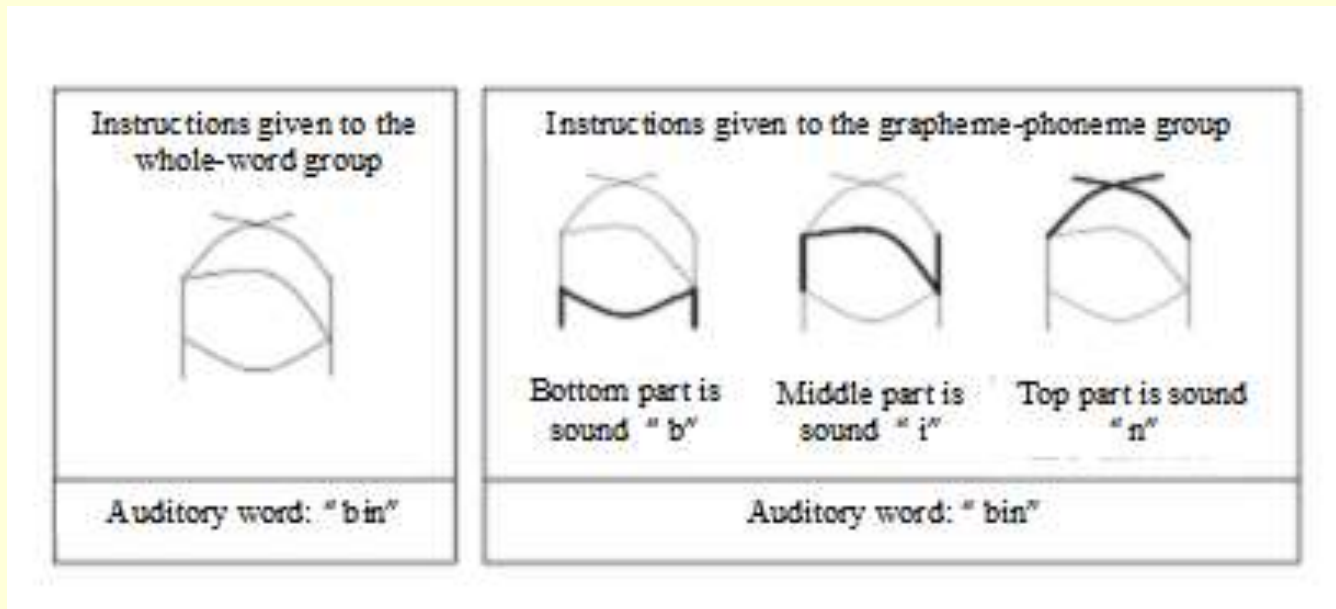 Instructions given to the
whole-word group
Auditory word: “ bin”
Instructions given to the grapheme-phoneme group
Bottom part is
sound “ b”
Middle part is
sound “ i”
Top part is sound
“n”
Auditory word: “ bin”